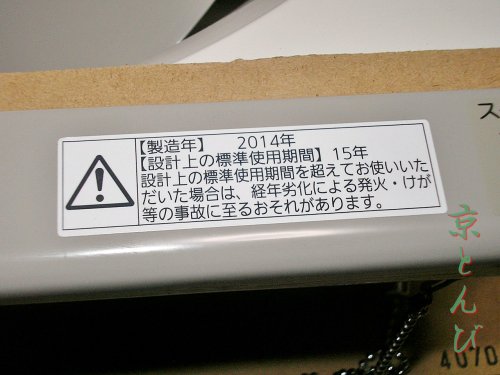 【製造年】 2014年
【設計上の標準使用期間】15年
設計上の標準使用期間を超えてお使いいた
だいた場合は、経年劣化による発火・けが
等の事故に至るおそれがあります。
ス
京とんび
4070